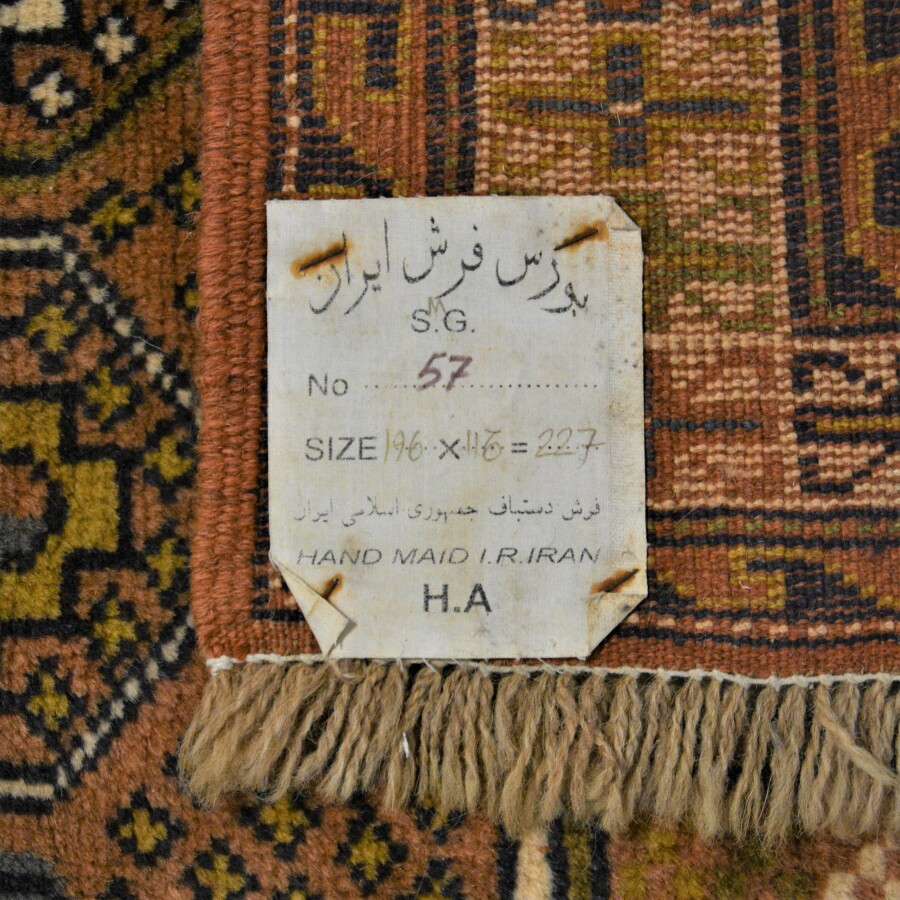 بورس فرش ایران
S.M.G.
No 57
SIZE 196 × 116 = 227
فرش دستباف جمهوری اسلامی ایران
HAND MAID I.R.IRAN
H.A